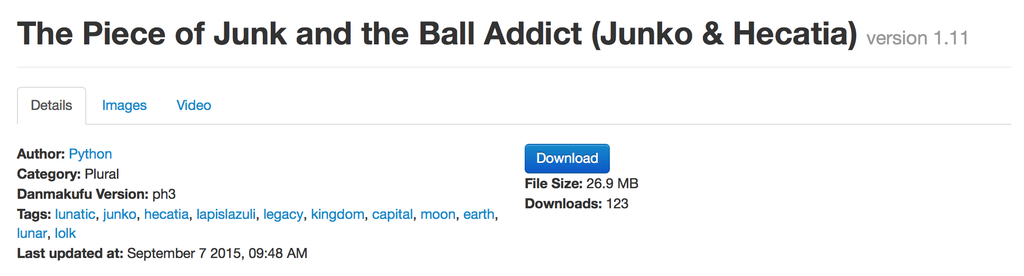 The Piece of Junk and the Ball Addict (Junko & Hecatia) version 1.11
Details Images Video
Author: Python
Category: Plural
Danmakufu Version: ph3
Tags: lunatic, junko, hecatia, lapislazuli, legacy, kingdom, capital, moon, earth,
lunar, lolk
Last updated at: September 7 2015, 09:48 AM
Download
File Size: 26.9 MB
Downloads: 123